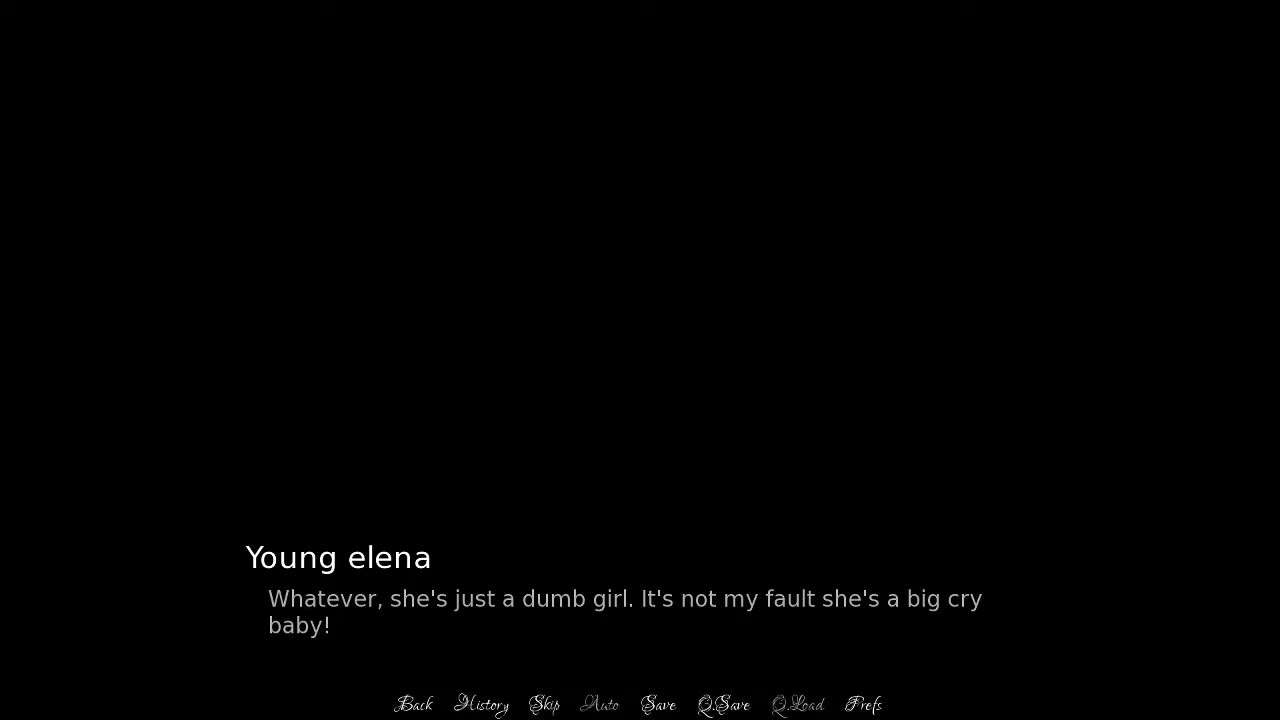 Young elena
Whatever, she's just a dumb girl. It's not my fault she's a big cry
baby!
Back History Skip Auto Save Q.Save Q.Load Prefs